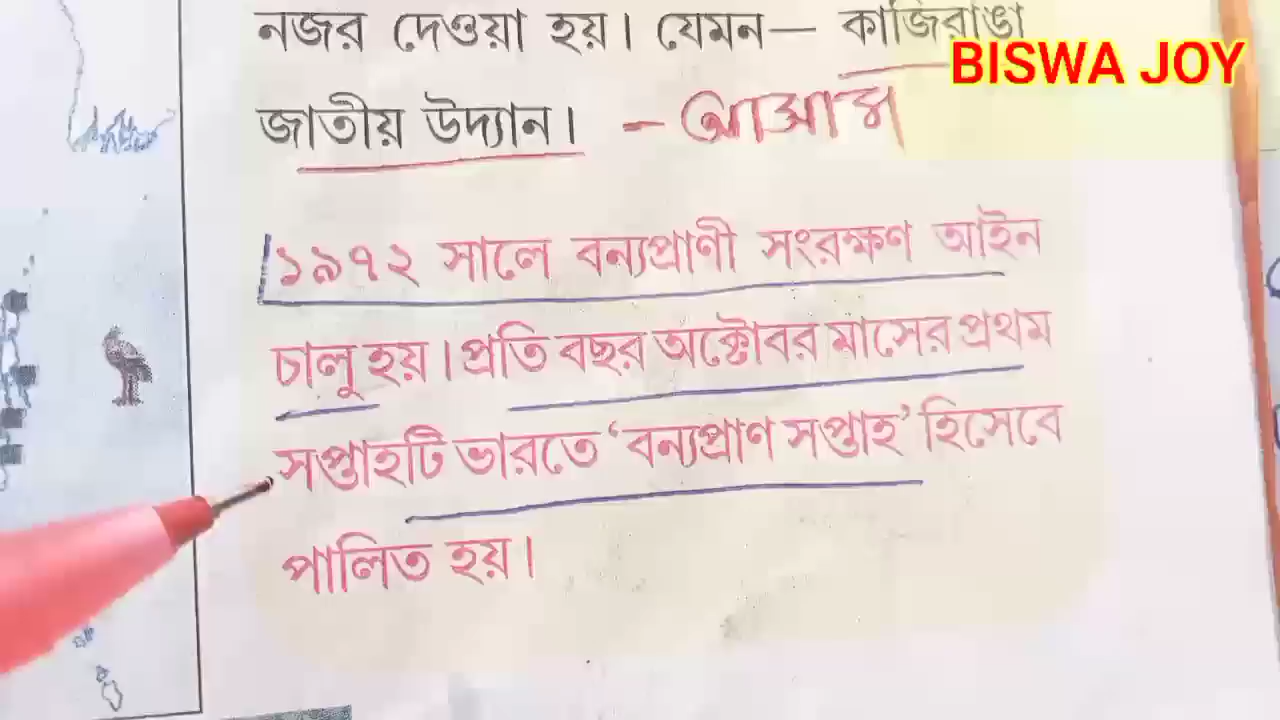 নজর দেওয়া হয়। যেমন— কাজিরাঙা
BISWA JOY
জাতীয় উদ্যান। – আসাম
১৯৭২ সালে বন্যপ্রাণী সংরক্ষণ আইন
চালু হয়। প্রতি বছর অক্টোবর মাসের প্রথম
সপ্তাহটি ভারতে ‘বন্যপ্রাণ সপ্তাহ’ হিসেবে
পালিত হয়।